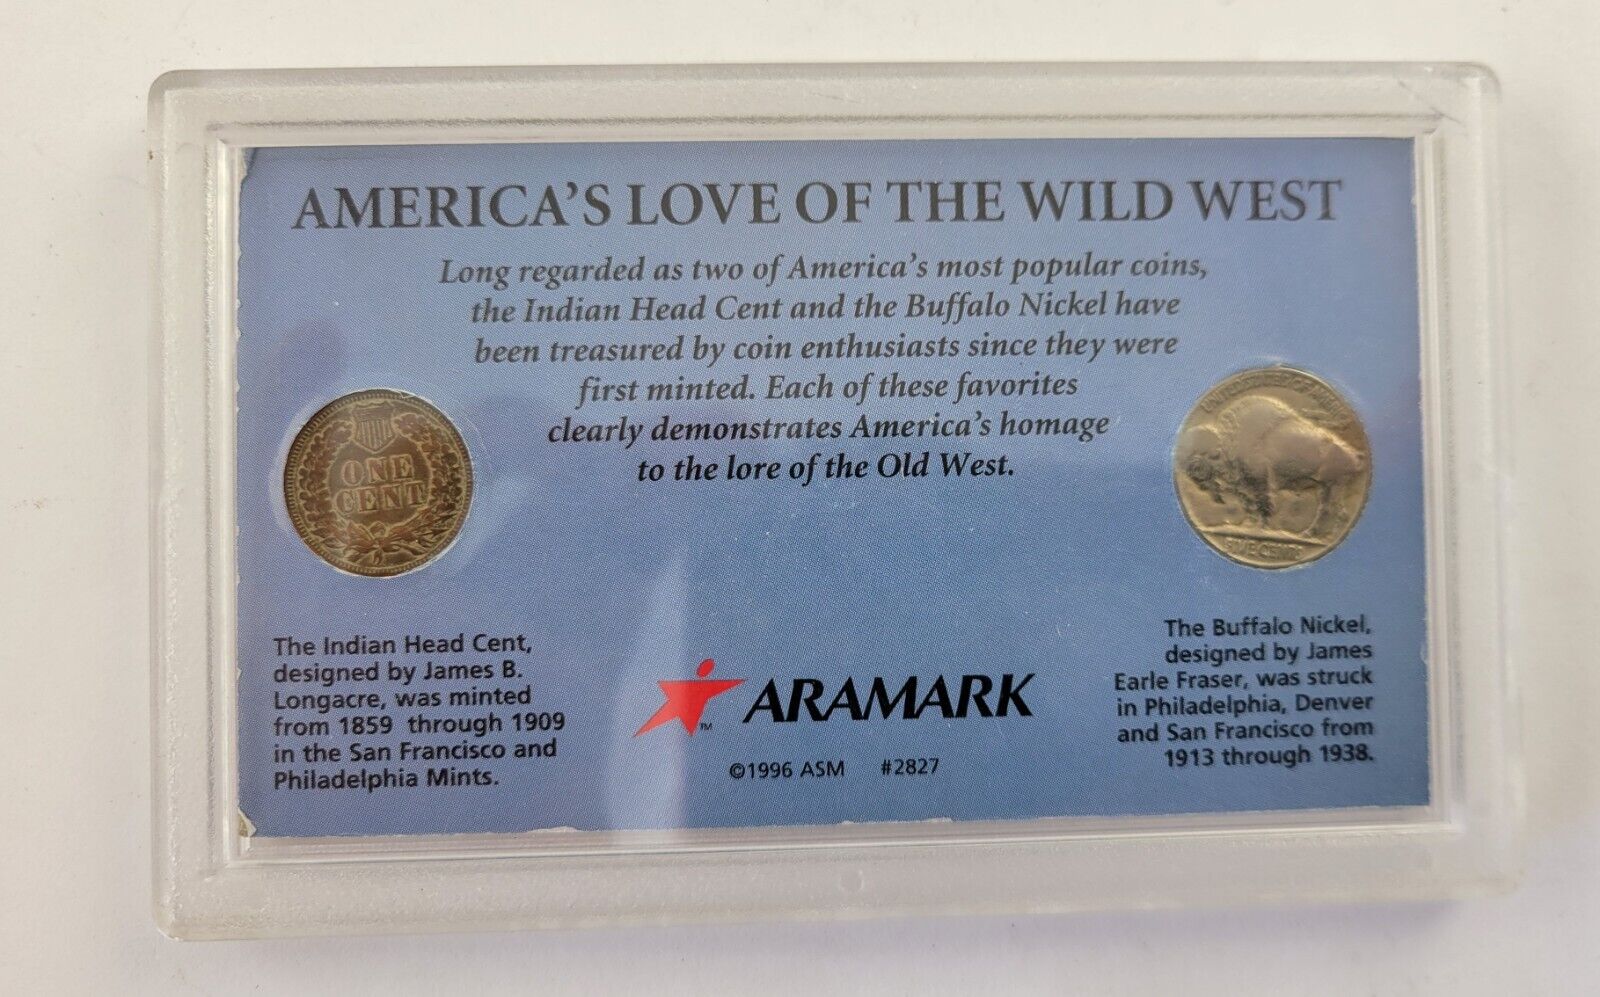 AMERICA'S LOVE OF THE WILD WEST
Long regarded as two of America's most popular coins,
the Indian Head Cent and the Buffalo Nickel have
been treasured by coin enthusiasts since they were
first minted. Each of these favorites
clearly demonstrates America's homage
to the lore of the Old West.
ONE
CENT
UNITED STATES OF AMERICA
FIVE CENTS
The Indian Head Cent,
designed by James B.
Longacre, was minted
from 1859 through 1909
in the San Francisco and
Philadelphia Mints.
ARAMARK
TM
©1996 ASM #2827
The Buffalo Nickel,
designed by James
Earle Fraser, was struck
in Philadelphia, Denver
and San Francisco from
1913 through 1938.